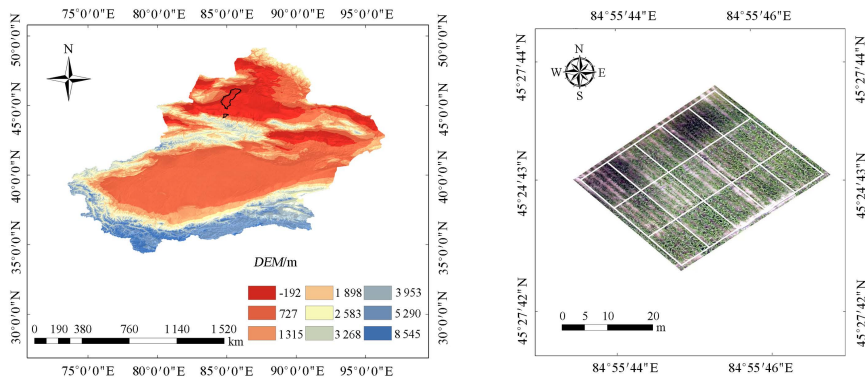 75°0′0″E 80°0′0″E 85°0′0″E 90°0′0″E 95°0′0″E
50°0′0″N
45°0′0″N
40°0′0″N
35°0′0″N
30°0′0″N
N
50°0′0″N
45°0′0″N
40°0′0″N
35°0′0″N
30°0′0″N
DEM/m
-192 1 898 3 953
727 2 583 5 290
1315 3 268 8 545
0 190 380 760 1140 1 520
km
75°0′0″E 80°0′0″E 85°0′0″E 90°0′0″E 95°0′0″E
84°55′44″E 84°55′46″E
45°27′44″N
45°24′43″N
45°27′42″N
N
W E
S
45°27′44″N
45°24′43″N
45°27′42″N
0 5 10 20
m
84°55′44″E 84°55′46″E